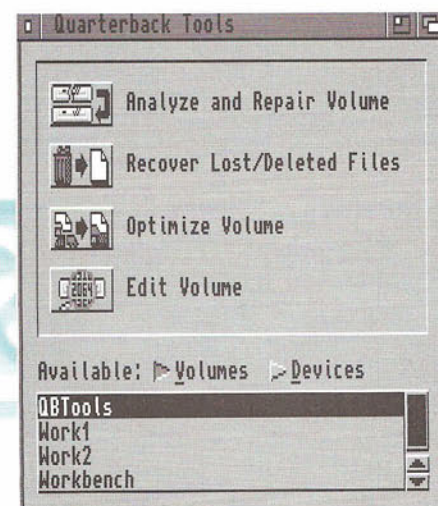 Quarterback Tools
Analyze and Repair Volume
Recover Lost/Deleted Files
Optimize Volume
Edit Volume
Available: Volumes Devices
QBTools
Work1
Work2
Workbench